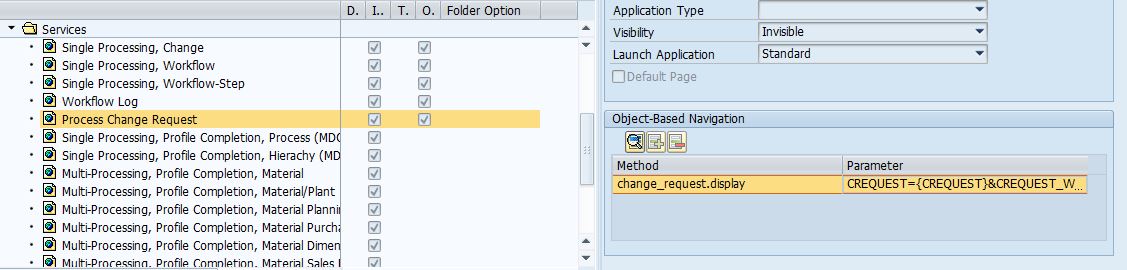 D. I.. T. O. Folder Option
Services
Single Processing, Change
Single Processing, Workflow
Single Processing, Workflow-Step
Workflow Log
Process Change Request
Single Processing, Profile Completion, Process (MDC
Single Processing, Profile Completion, Hierachy (MD
Multi-Processing, Profile Completion, Material
Multi-Processing, Profile Completion, Material/Plant
Multi-Processing, Profile Completion, Material Plannin
Multi-Processing, Profile Completion, Material Purcha
Multi-Processing, Profile Completion, Material Dimen
Multi-Processing, Profile Completion, Material Sales
Application Type
Visibility Invisible
Launch Application Standard
Default Page
Object-Based Navigation
Method Parameter
change_request.display CREQUEST={CREQUEST}&CREQUEST_W...